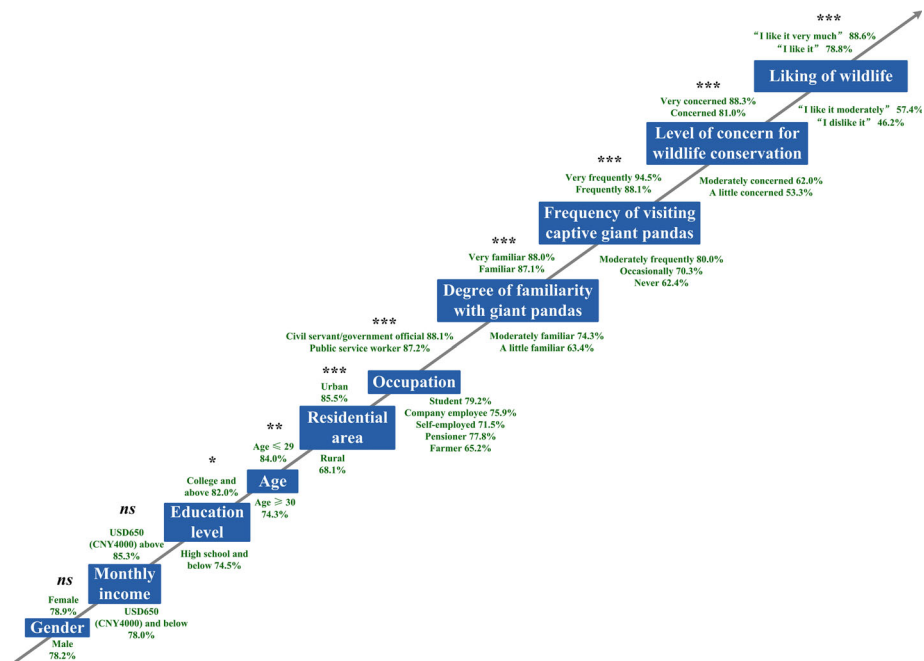 ***
“I like it very much” 88.6%
“I like it” 78.8%
Liking of wildlife
“I like it moderately” 57.4%
“I dislike it” 46.2%
***
Very concerned 88.3%
Concerned 81.0%
Level of concern for
wildlife conservation
Moderately concerned 62.0%
A little concerned 53.3%
***
Very frequently 94.5%
Frequently 88.1%
Frequency of visiting
captive giant pandas
Moderately frequently 80.0%
Occasionally 70.3%
Never 62.4%
***
Very familiar 88.0%
Familiar 87.1%
Degree of familiarity
with giant pandas
Moderately familiar 74.3%
A little familiar 63.4%
***
Civil servant/government official 88.1%
Public service worker 87.2%
Occupation
Student 79.2%
Company employee 75.9%
Self-employed 71.5%
Pensioner 77.8%
Farmer 65.2%
***
Urban
85.5%
Residential
area
Rural
68.1%
**
Age ≤ 29
84.0%
Age
Age ≥ 30
74.3%
*
College and
above 82.0%
Education
level
High school and
below 74.5%
ns
USD650
(CNY4000) above
85.3%
Monthly
income
USD650
(CNY4000) and below
78.0%
ns
Female
78.9%
Gender
Male
78.2%